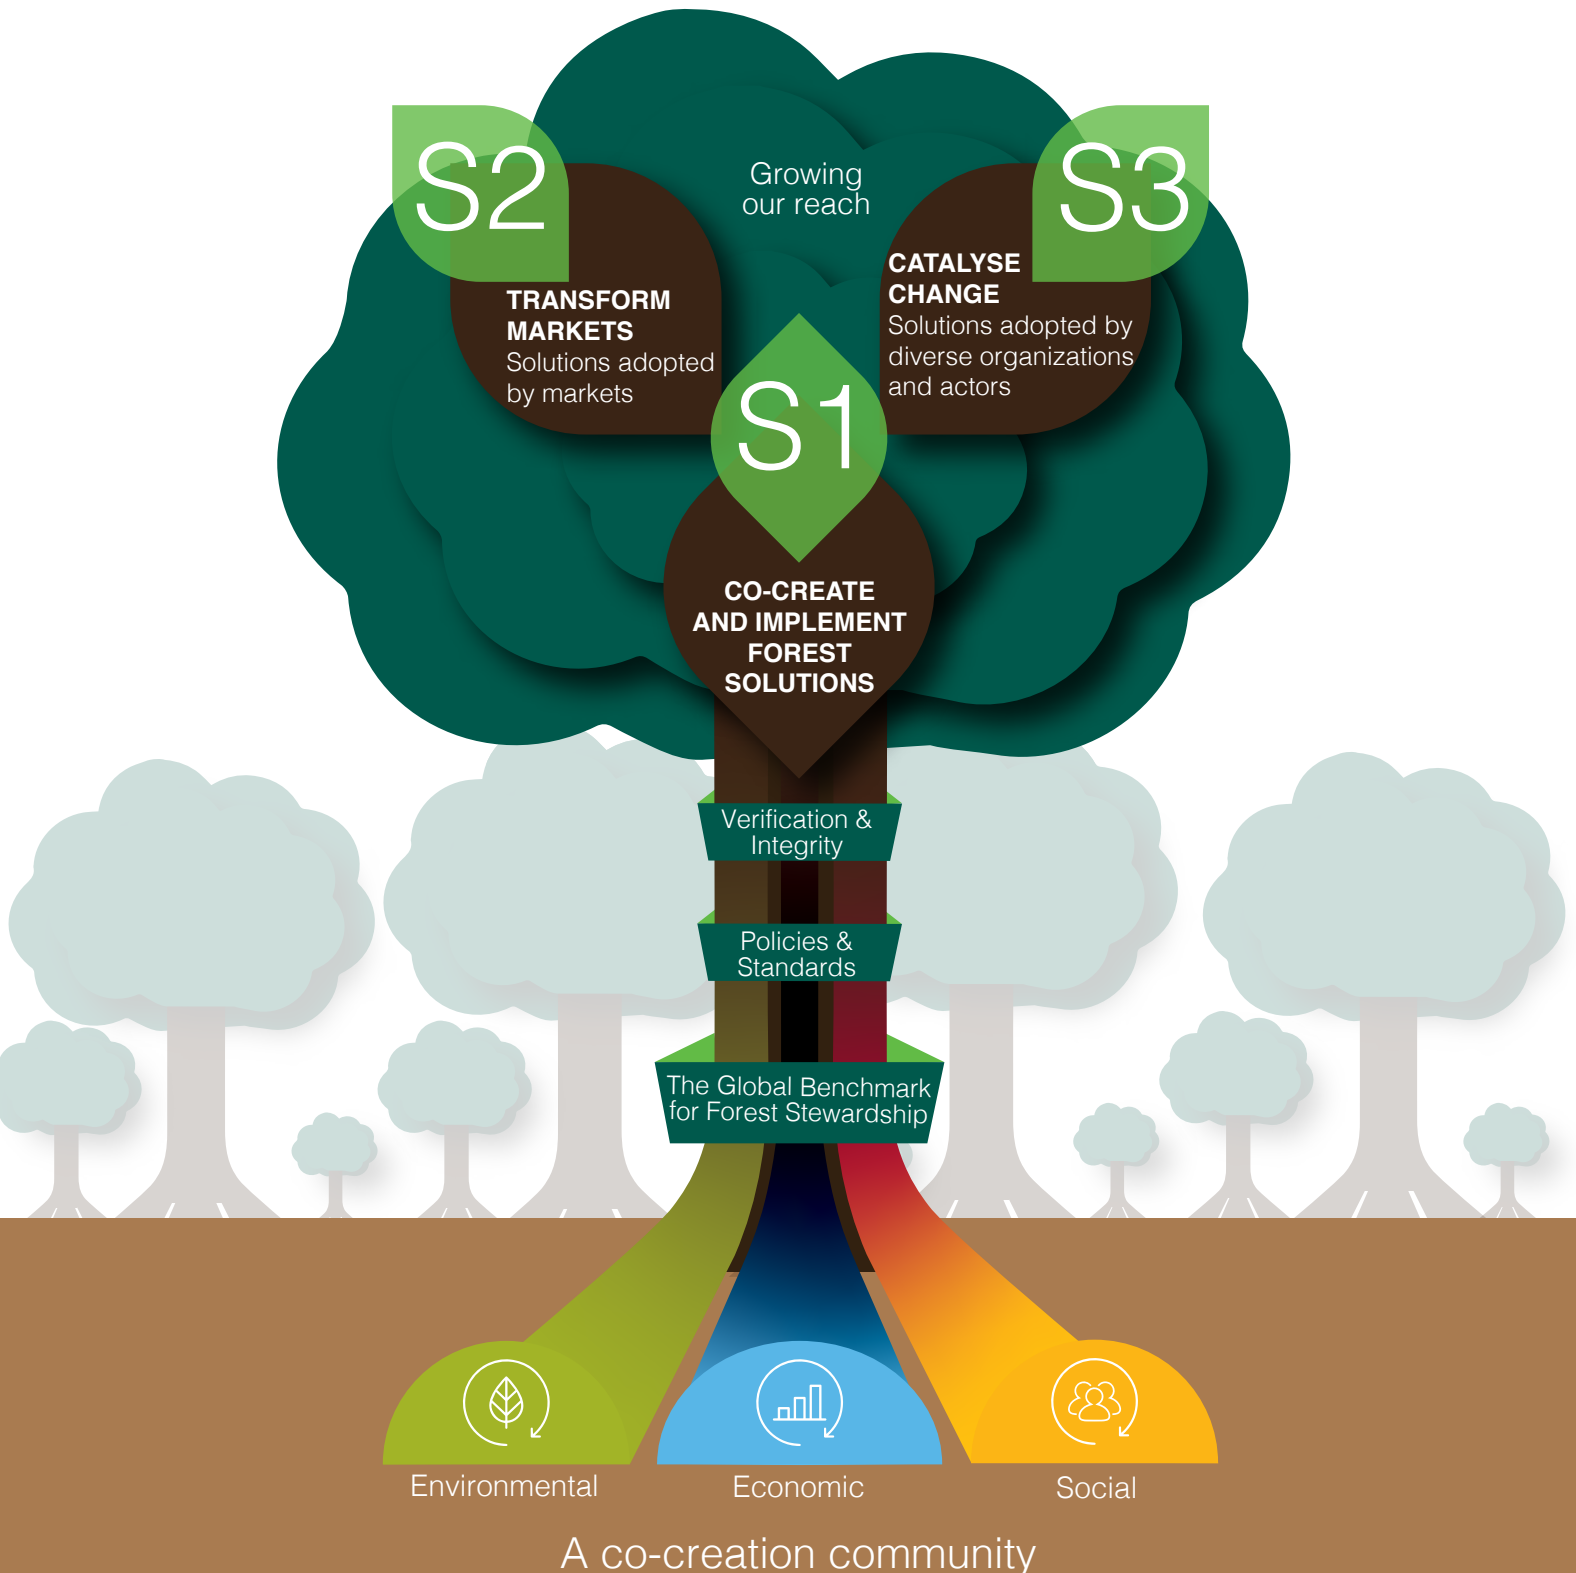 Growing
our reach
S2
TRANSFORM
MARKETS
Solutions adopted
by markets
S3
CATALYSE
CHANGE
Solutions adopted by
diverse organizations
and actors
S1
CO-CREATE
AND IMPLEMENT
FOREST
SOLUTIONS
Verification &
Integrity
Policies &
Standards
The Global Benchmark
for Forest Stewardship
Environmental
Economic
Social
A co-creation community